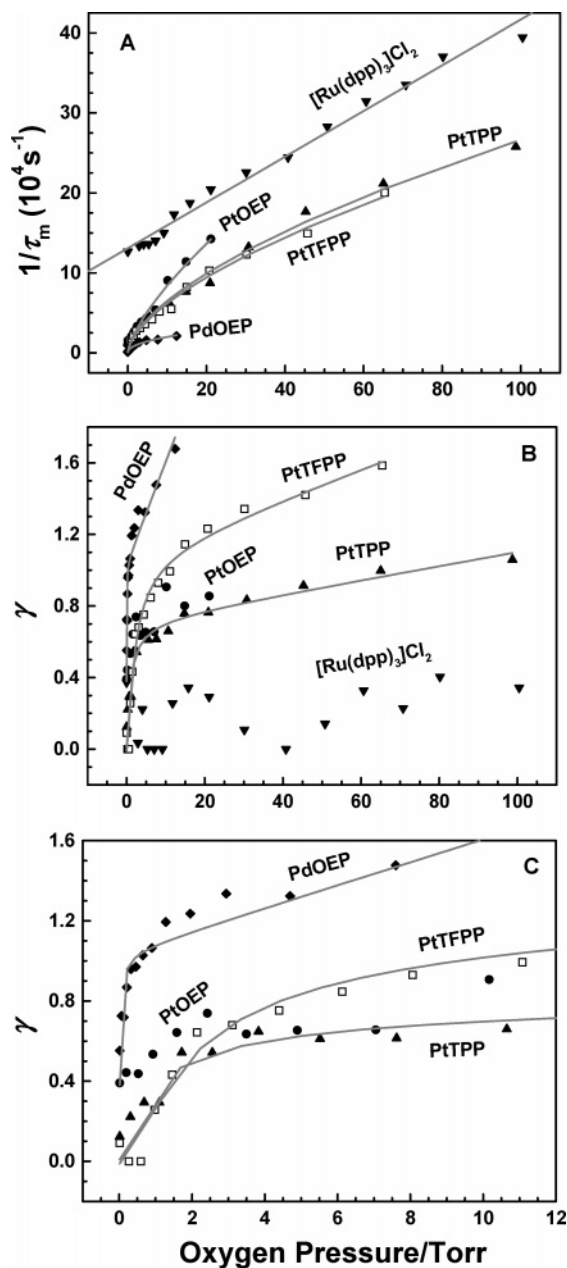 A
40
30
20
10
0
1/τm (10⁴s⁻¹)
[Ru(dpp)₃]Cl₂
PtTPP
PtOEP
PtTFPP
PdOEP
0 20 40 60 80 100
B
1.6
1.2
0.8
0.4
0.0
γ
PdOEP
PtTFPP
PtOEP
PtTPP
[Ru(dpp)₃]Cl₂
0 20 40 60 80 100
C
1.6
1.2
0.8
0.4
0.0
γ
PdOEP
PtTFPP
PtOEP
PtTPP
0 2 4 6 8 10 12
Oxygen Pressure/Torr